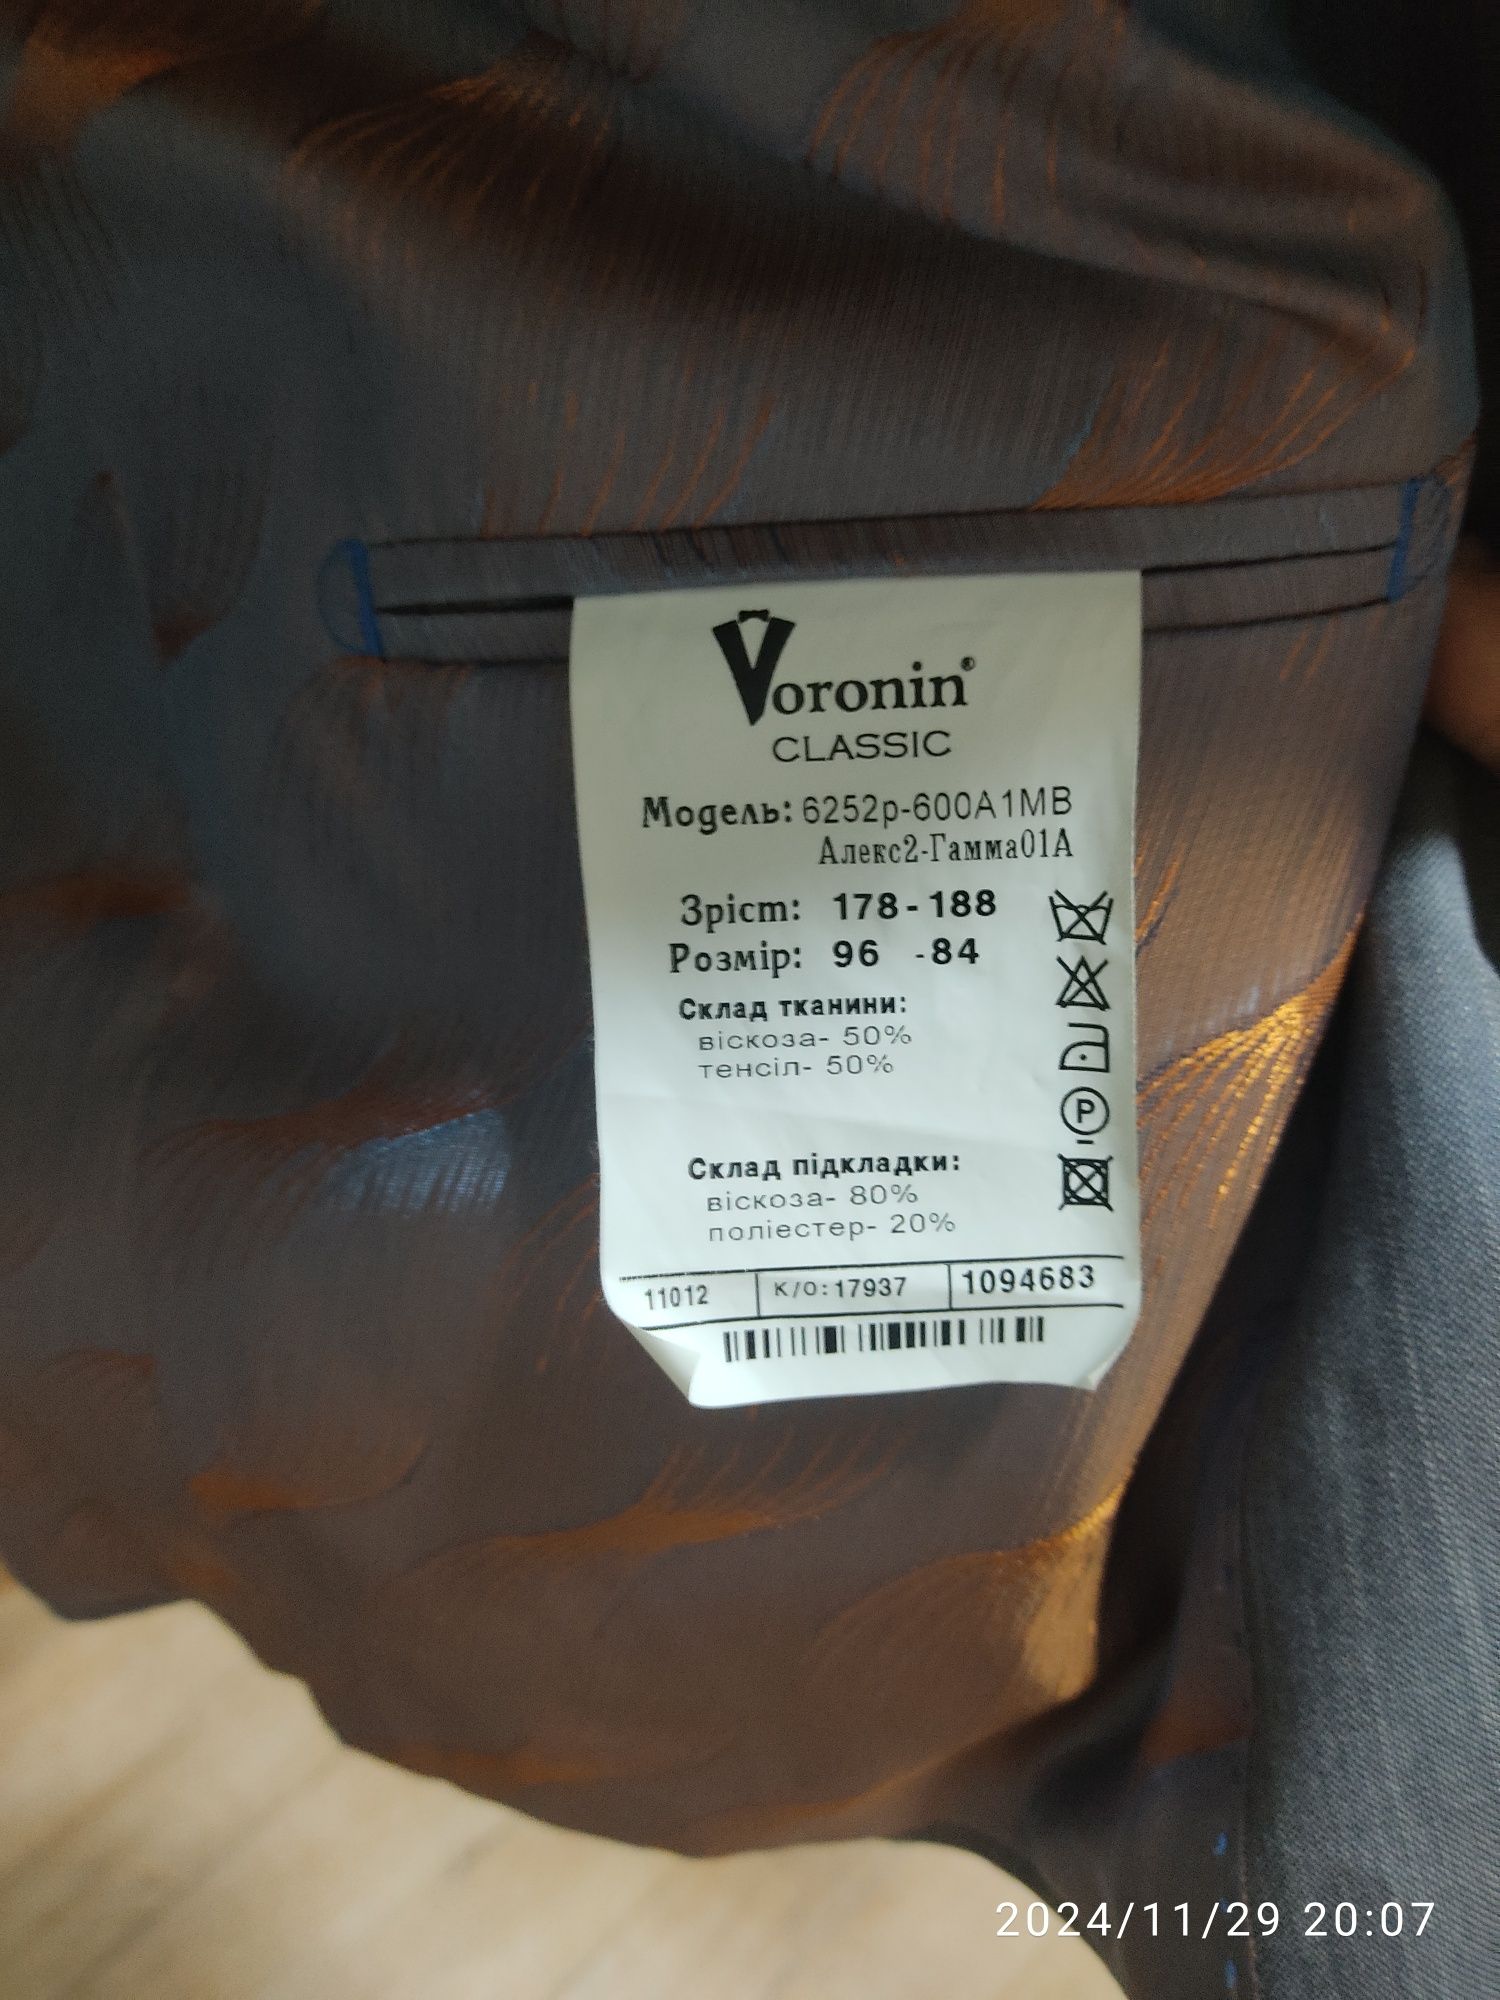 Voronin®
CLASSIC
Модель: 6252р-600А1МВ
Алекс2-Гамма01А
Зріст: 178-188
Розмір: 96 -84
Склад тканини:
віскоза- 50%
тенсіл- 50%
P
Склад підкладки:
віскоза- 80%
поліестер- 20%
11012 К/О:17937 1094683
2024/11/29 20:07